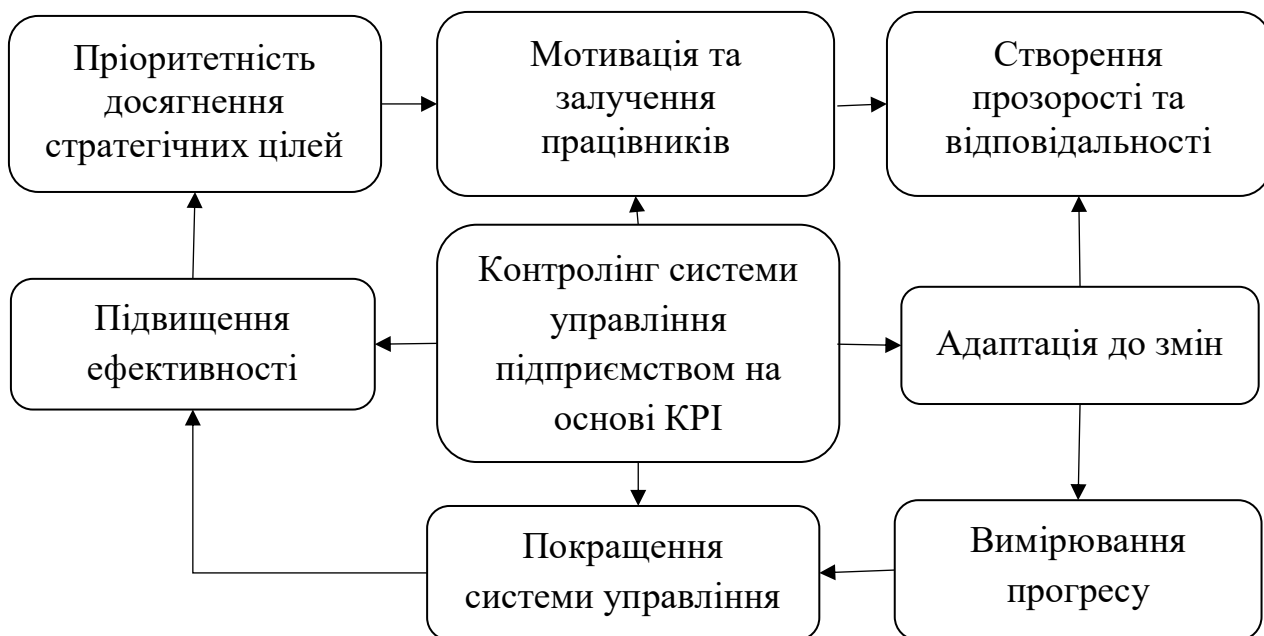 Пріоритетність
досягнення
стратегічних цілей
Мотивація та
залучення
працівників
Створення
прозорості та
відповідальності
Підвищення
ефективності
Контролінг системи
управління
підприємством на
основі KPI
Адаптація до змін
Покращення
системи управління
Вимірювання
прогресу